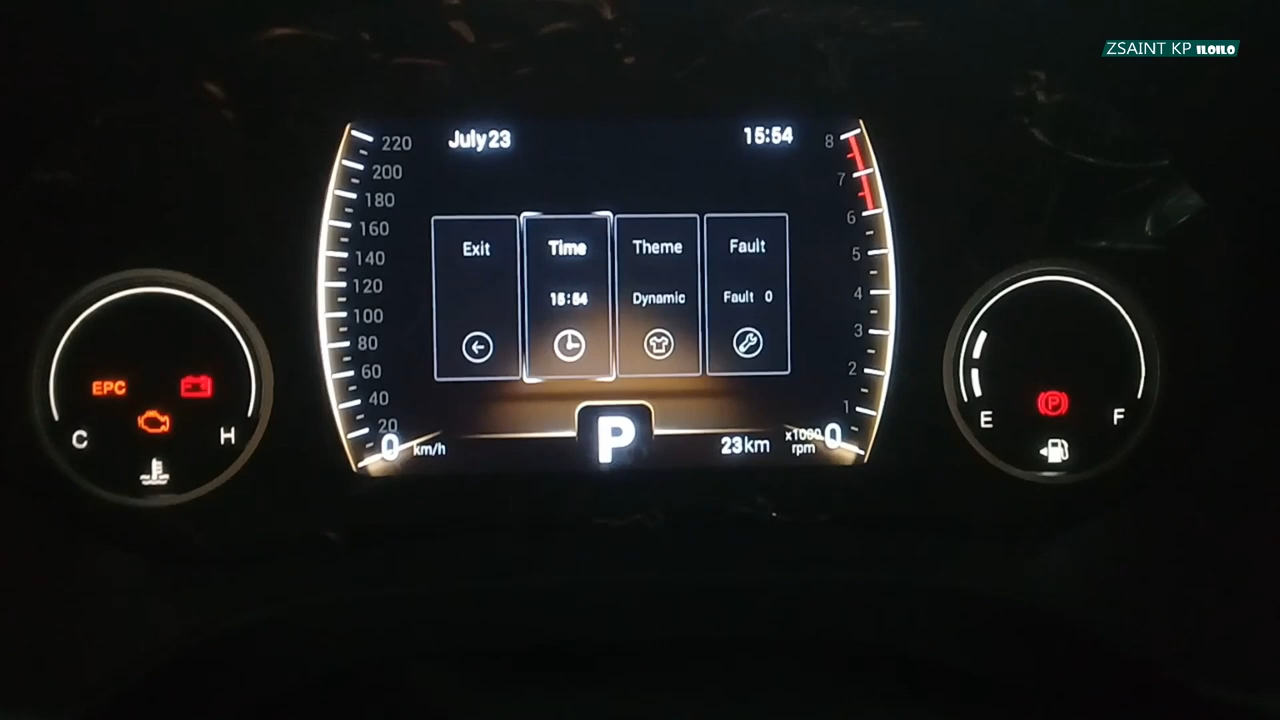 ZSAINT KP ILOILO
July 23
15:54
220
200
180
160
140
120
100
80
60
40
20
0
km/h
Exit
Time
15:54
Theme
Dynamic
Fault
Fault 0
P
23km
8
7
6
5
4
3
2
1
0
x1000
rpm
EPC
C
H
P
E
F